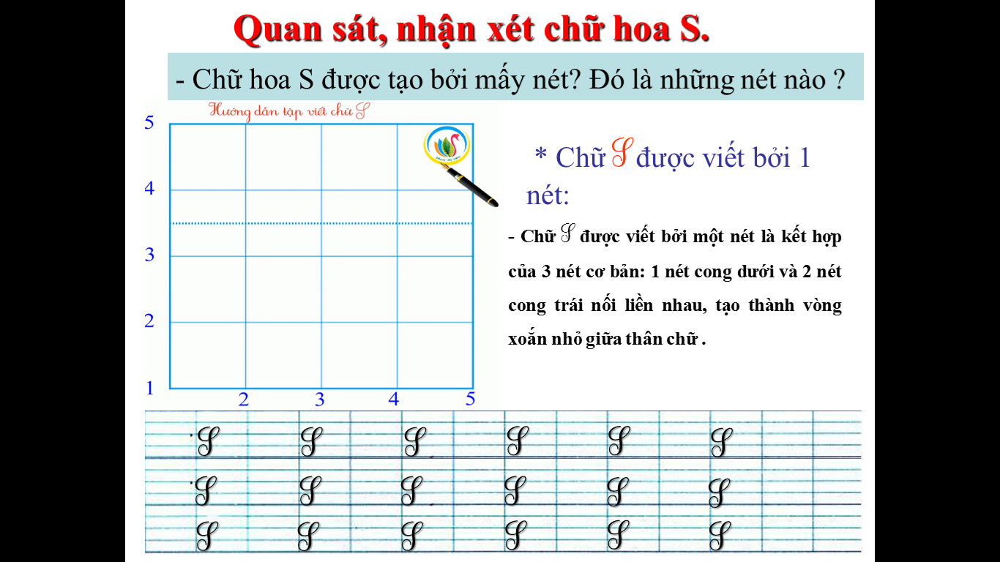 Quan sát, nhận xét chữ hoa S.
- Chữ hoa S được tạo bởi mấy nét? Đó là những nét nào ?
Hướng dẫn tập viết chữ S
5
4
3
2
1
2 3 4 5
* Chữ S được viết bởi 1
nét:
- Chữ S được viết bởi một nét là kết hợp
của 3 nét cơ bản: 1 nét cong dưới và 2 nét
cong trái nối liền nhau, tạo thành vòng
xoắn nhỏ giữa thân chữ .
S S S S S S
S S S S S S
S S S S S S